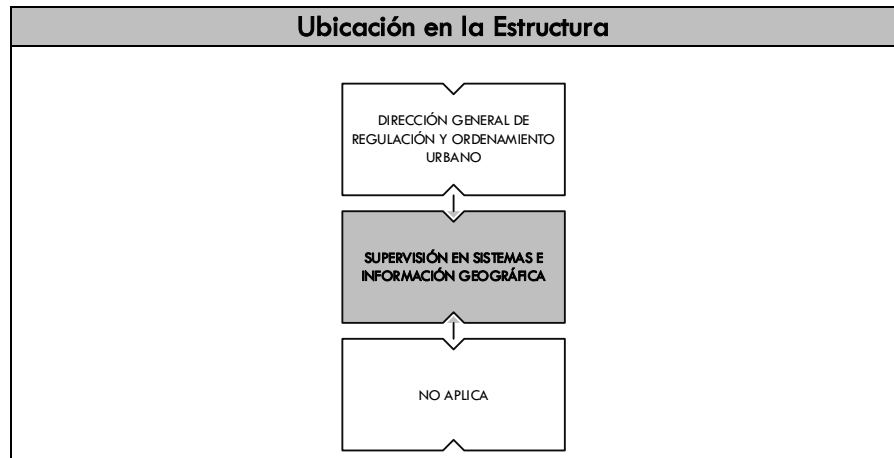 Ubicación en la Estructura
DIRECCIÓN GENERAL DE
REGULACIÓN Y ORDENAMIENTO
URBANO
SUPERVISIÓN EN SISTEMAS E
INFORMACIÓN GEOGRÁFICA
NO APLICA